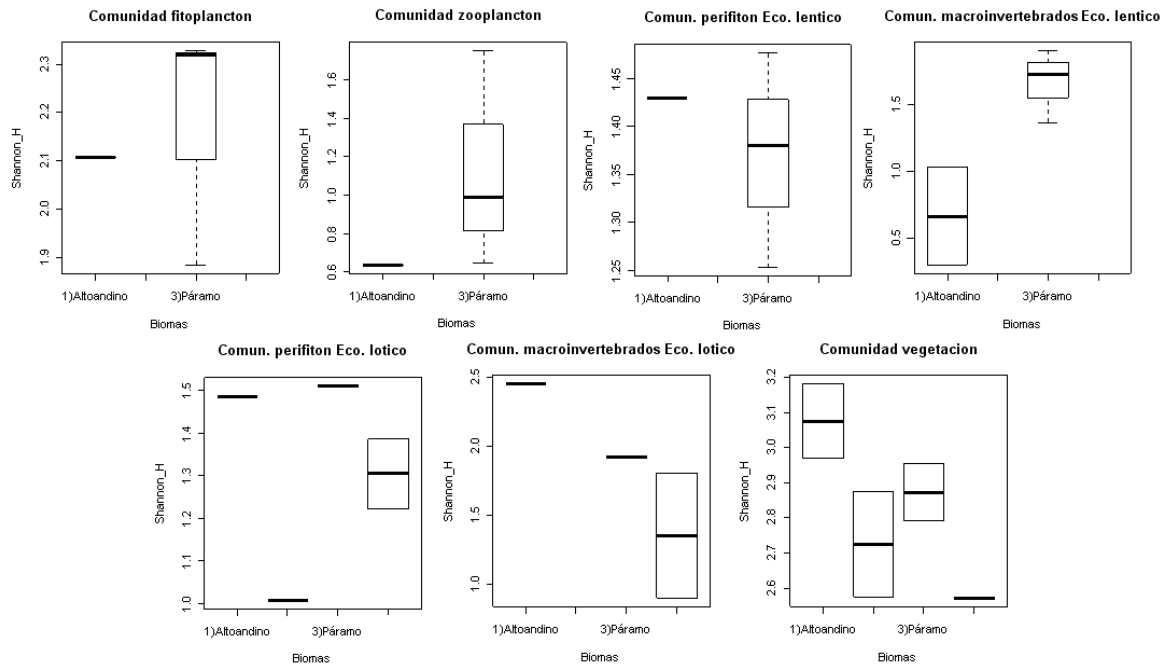 Comunidad fitoplancton
Shannon_H
1.9 2.0 2.1 2.2 2.3
1)Altoandino 3)Páramo
Biomas
Comunidad zooplancton
Shannon_H
0.6 0.8 1.0 1.2 1.4 1.6
1)Altoandino 3)Páramo
Biomas
Comun. perifiton Eco. lentico
Shannon_H
1.25 1.30 1.35 1.40 1.45
1)Altoandino 3)Páramo
Biomas
Comun. macroinvertebrados Eco. lentico
Shannon_H
0.5 1.0 1.5
1)Altoandino 3)Páramo
Biomas
Comun. perifiton Eco. lotico
Shannon_H
1.0 1.1 1.2 1.3 1.4 1.5
1)Altoandino 3)Páramo
Biomas
Comun. macroinvertebrados Eco. lotico
Shannon_H
1.0 1.5 2.0 2.5
1)Altoandino 3)Páramo
Biomas
Comunidad vegetacion
Shannon_H
2.6 2.7 2.8 2.9 3.0 3.1 3.2
1)Altoandino 3)Páramo
Biomas